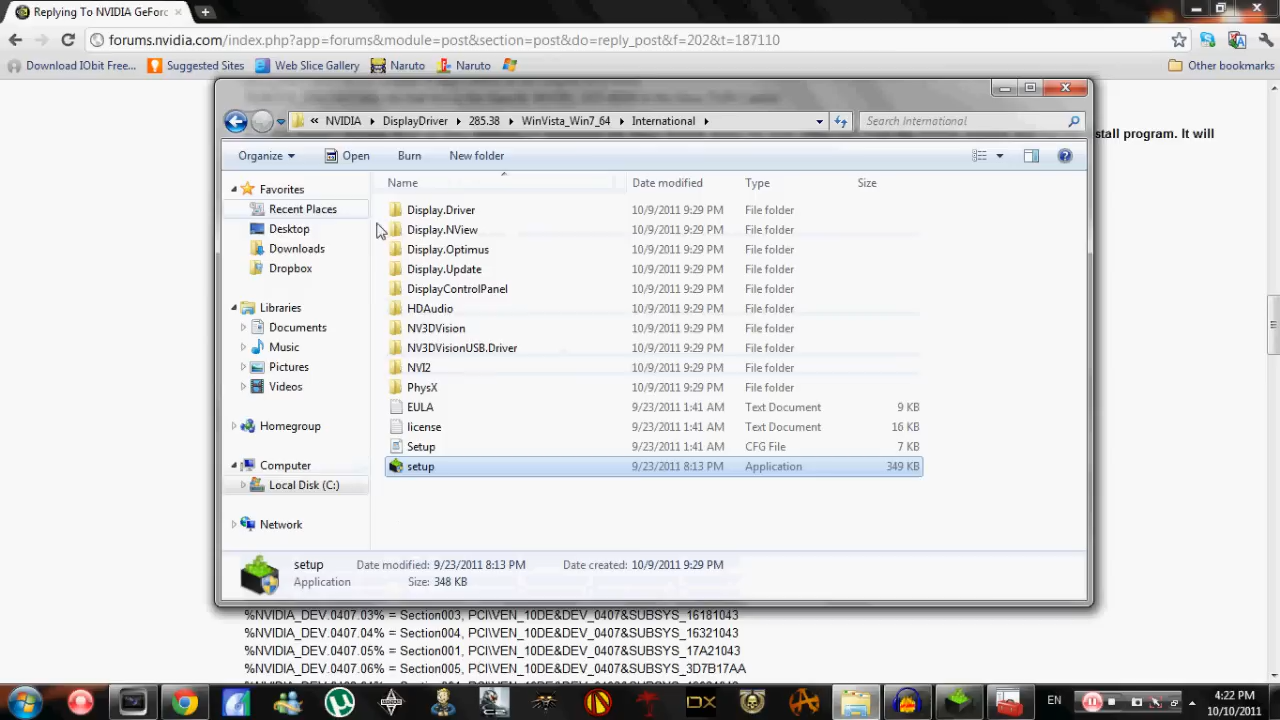 Replying To NVIDIA GeForc
forums.nvidia.com/index.php?app=forums&module=post&section=post&do=reply_post&f=202&t=187110
Download IObit Free... Suggested Sites Web Slice Gallery Naruto Naruto Other bookmarks
« NVIDIA DisplayDriver 285.38 WinVista_Win7_64 International Search International
stall program. It will
Organize Open Burn New folder
Name Date modified Type Size
Favorites
Recent Places
Desktop
Downloads
Dropbox
Libraries
Documents
Music
Pictures
Videos
Homegroup
Computer
Local Disk (C:)
Network
Display.Driver 10/9/2011 9:29 PM File folder
Display.NView 10/9/2011 9:29 PM File folder
Display.Optimus 10/9/2011 9:29 PM File folder
Display.Update 10/9/2011 9:29 PM File folder
DisplayControlPanel 10/9/2011 9:29 PM File folder
HDAudio 10/9/2011 9:29 PM File folder
NV3DVision 10/9/2011 9:29 PM File folder
NV3DVisionUSB.Driver 10/9/2011 9:29 PM File folder
NVI2 10/9/2011 9:29 PM File folder
PhysX 10/9/2011 9:29 PM File folder
EULA 9/23/2011 1:41 AM Text Document 9 KB
license 9/23/2011 1:41 AM Text Document 16 KB
Setup 9/23/2011 1:41 AM CFG File 7 KB
setup 9/23/2011 8:13 PM Application 349 KB
setup Date modified: 9/23/2011 8:13 PM Date created: 10/9/2011 9:29 PM
Application Size: 348 KB
%NVIDIA_DEV.0407.03% = Section003, PCI\VEN_10DE&DEV_0407&SUBSYS_16181043
%NVIDIA_DEV.0407.04% = Section004, PCI\VEN_10DE&DEV_0407&SUBSYS_16321043
%NVIDIA_DEV.0407.05% = Section001, PCI\VEN_10DE&DEV_0407&SUBSYS_17A21043
%NVIDIA_DEV.0407.06% = Section005, PCI\VEN_10DE&DEV_0407&SUBSYS_3D7B17AA
DX EN 4:22 PM
10/10/2011